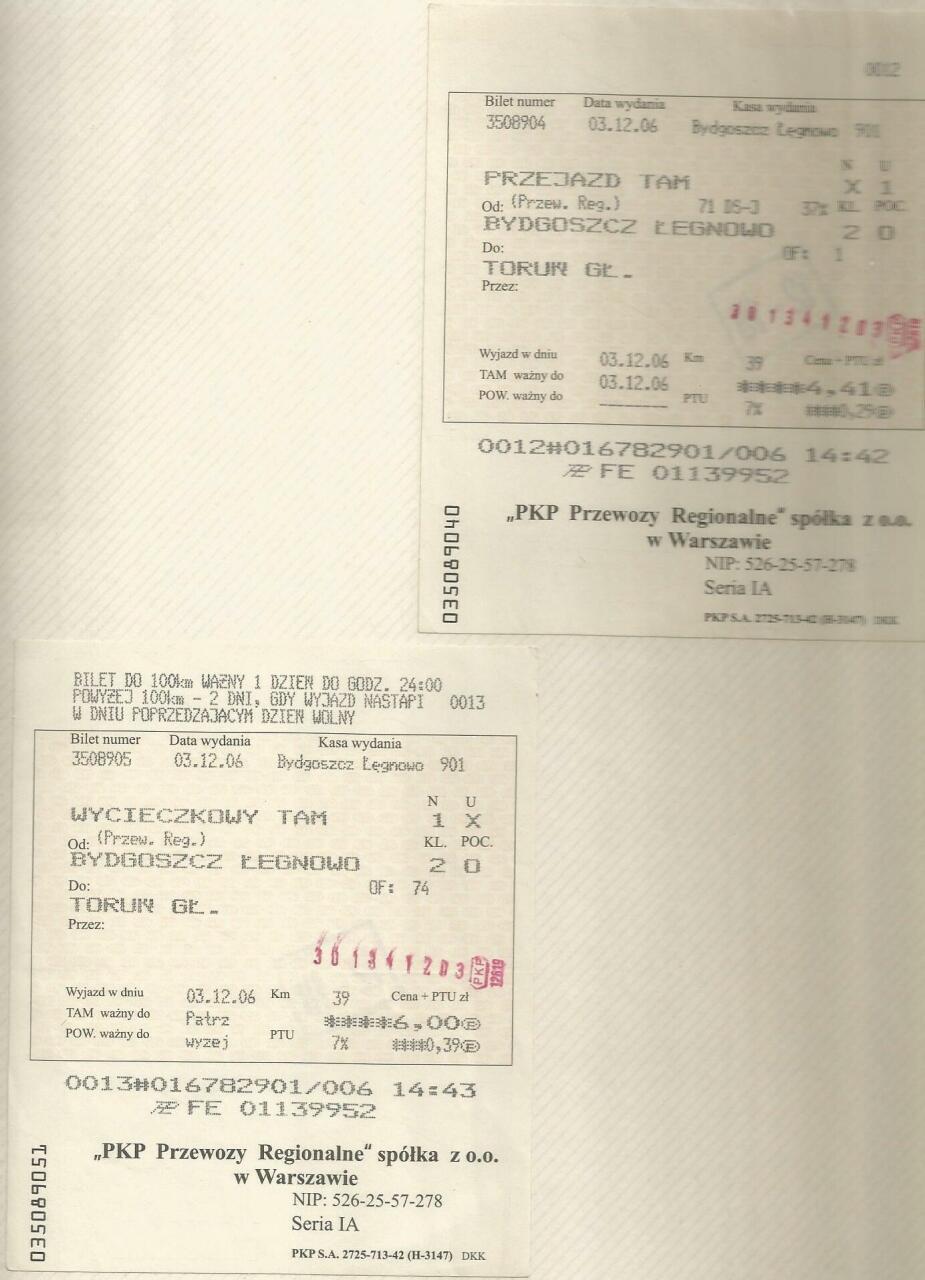 0012
Bilet numer Data wydania Kasa wydania
3508904 03.12.06 Bydgoszcz Łęgnowo 901
N U
PRZEJAZD TAM X 1
Od: (Przew. Reg.) 71 DS-J 37% KL. POC.
BYDGOSZCZ ŁEGNOWO 2 0
Do: OF: 1
TORUŃ GŁ.
Przez:
3013411203
Wyjazd w dniu 03.12.06 Km 39 Cena + PTU zł
TAM ważny do 03.12.06 *****4,41
POW. ważny do -------- PTU 7% ****0,29
0012#016782901/006 14:42
FE 01139952
„PKP Przewozy Regionalne" spółka z o.o.
w Warszawie
NIP: 526-25-57-278
Seria IA
PKP S.A. 2725-713-42 (H-3147) DKK
035089040
BILET DO 100km WAŻNY 1 DZIEŃ DO GODZ. 24:00
POWYŻEJ 100km - 2 DNI, GDY WYJAZD NASTĄPI 0013
W DNIU POPRZEDZAJĄCYM DZIEŃ WOLNY
Bilet numer Data wydania Kasa wydania
3508905 03.12.06 Bydgoszcz Łęgnowo 901
N U
WYCIECZKOWY TAM 1 X
Od: (Przew. Reg.) KL. POC.
BYDGOSZCZ ŁEGNOWO 2 0
Do: OF: 74
TORUŃ GŁ.
Przez:
3013411203 PKP 12619
Wyjazd w dniu 03.12.06 Km 39 Cena + PTU zł
TAM ważny do Patrz *****6,00
POW. ważny do wyżej PTU 7% ****0,39
0013#016782901/006 14:43
FE 01139952
„PKP Przewozy Regionalne" spółka z o.o.
w Warszawie
NIP: 526-25-57-278
Seria IA
PKP S.A. 2725-713-42 (H-3147) DKK
035089051